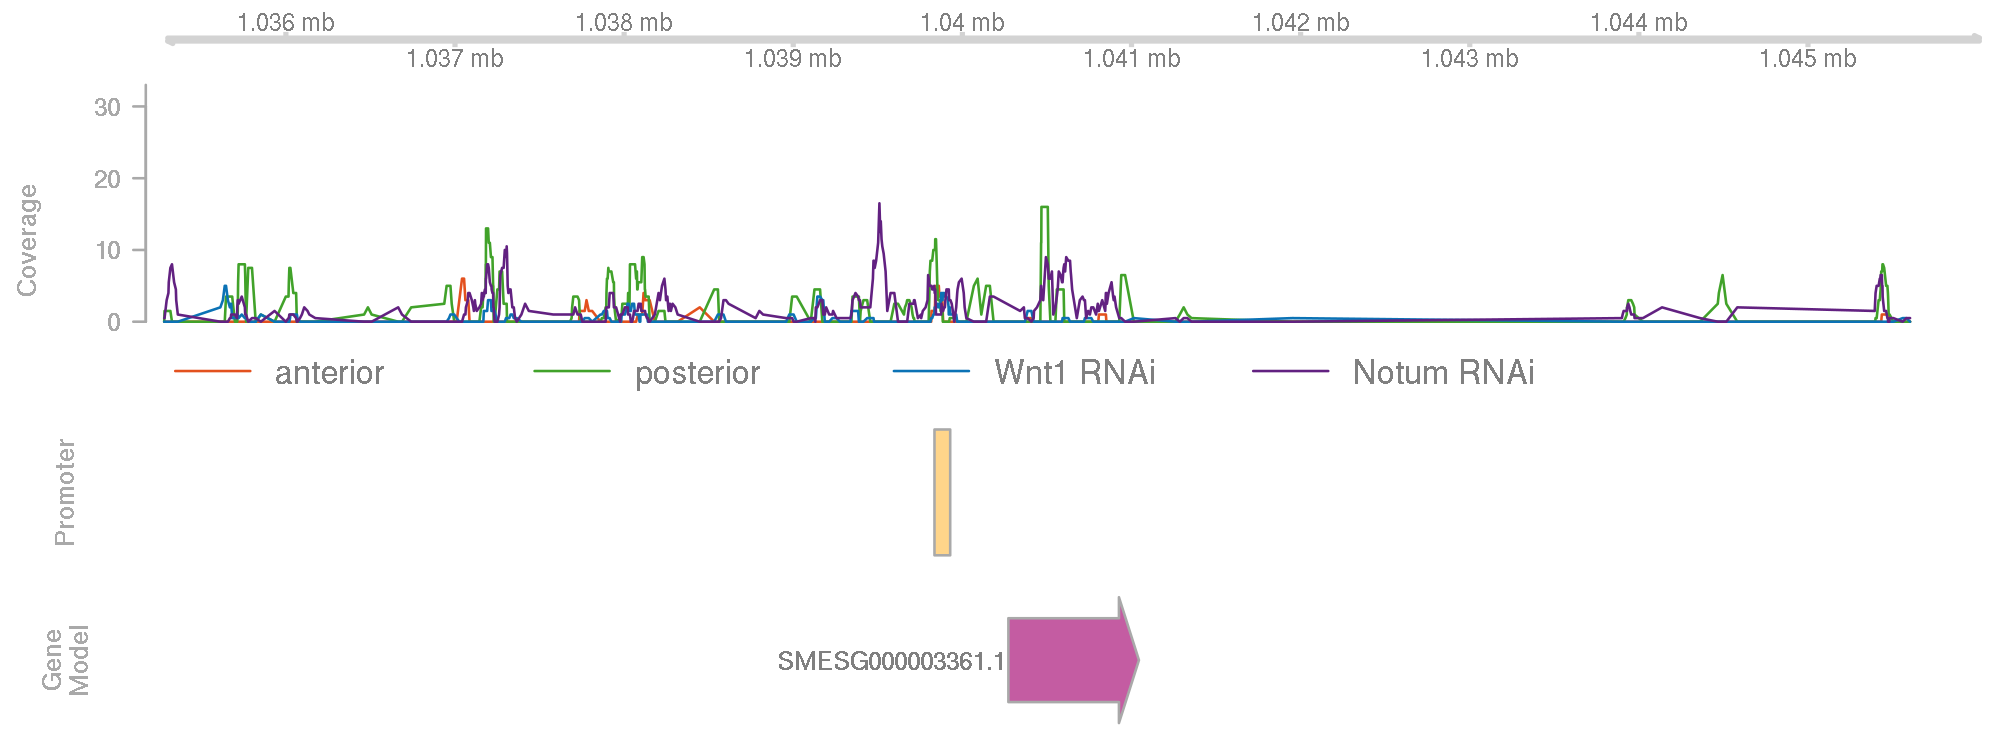 1.036 mb 1.038 mb 1.04 mb 1.042 mb 1.044 mb
1.037 mb 1.039 mb 1.041 mb 1.043 mb 1.045 mb
30
20
10
0
Coverage
anterior posterior Wnt1 RNAi Notum RNAi
Promoter
Gene
Model
SMESG000003361.1